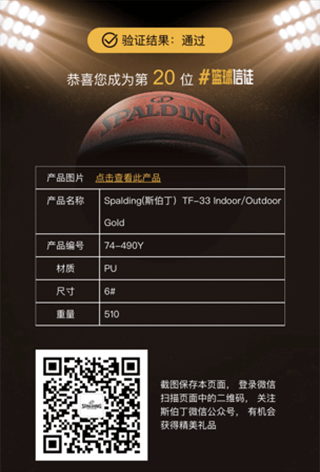 验证结果：通过
恭喜您成为第 20 位 #篮球信徒
SPALDING
产品图片 点击查看此产品
产品名称 Spalding(斯伯丁）TF-33 Indoor/Outdoor
Gold
产品编号 74-490Y
材质 PU
尺寸 6#
重量 510
SPALDING
截图保存本页面， 登录微信
扫描页面中的二维码， 关注
斯伯丁微信公众号， 有机会
获得精美礼品